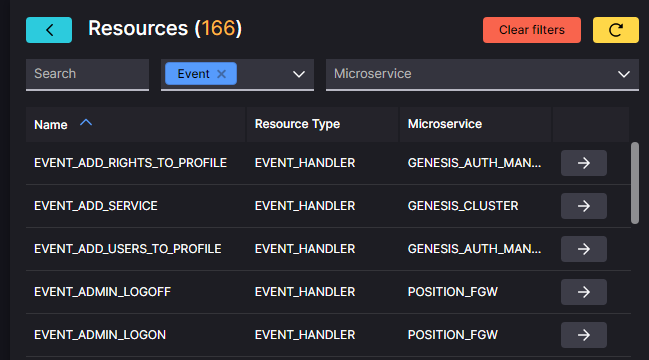 Resources (166)
Clear filters
Search
Event
Microservice
Name Resource Type Microservice
EVENT_ADD_RIGHTS_TO_PROFILE EVENT_HANDLER GENESIS_AUTH_MAN...
EVENT_ADD_SERVICE EVENT_HANDLER GENESIS_CLUSTER
EVENT_ADD_USERS_TO_PROFILE EVENT_HANDLER GENESIS_AUTH_MAN...
EVENT_ADMIN_LOGOFF EVENT_HANDLER POSITION_FGW
EVENT_ADMIN_LOGON EVENT_HANDLER POSITION_FGW